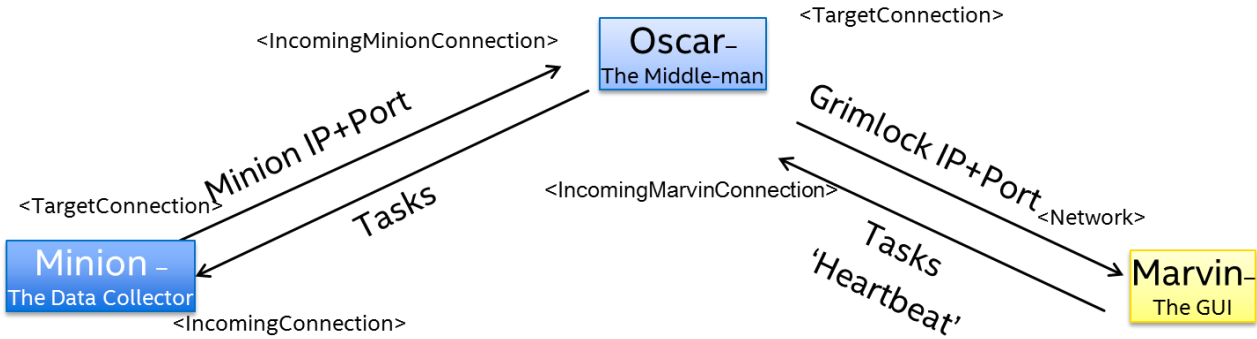 <TargetConnection>
<IncomingMinionConnection>
Oscar–
The Middle-man
Minion IP+Port
Grimlock IP+Port
<IncomingMarvinConnection>
<TargetConnection>
Tasks
<Network>
Tasks
‘Heartbeat’
Minion –
The Data Collector
Marvin–
The GUI
<IncomingConnection>